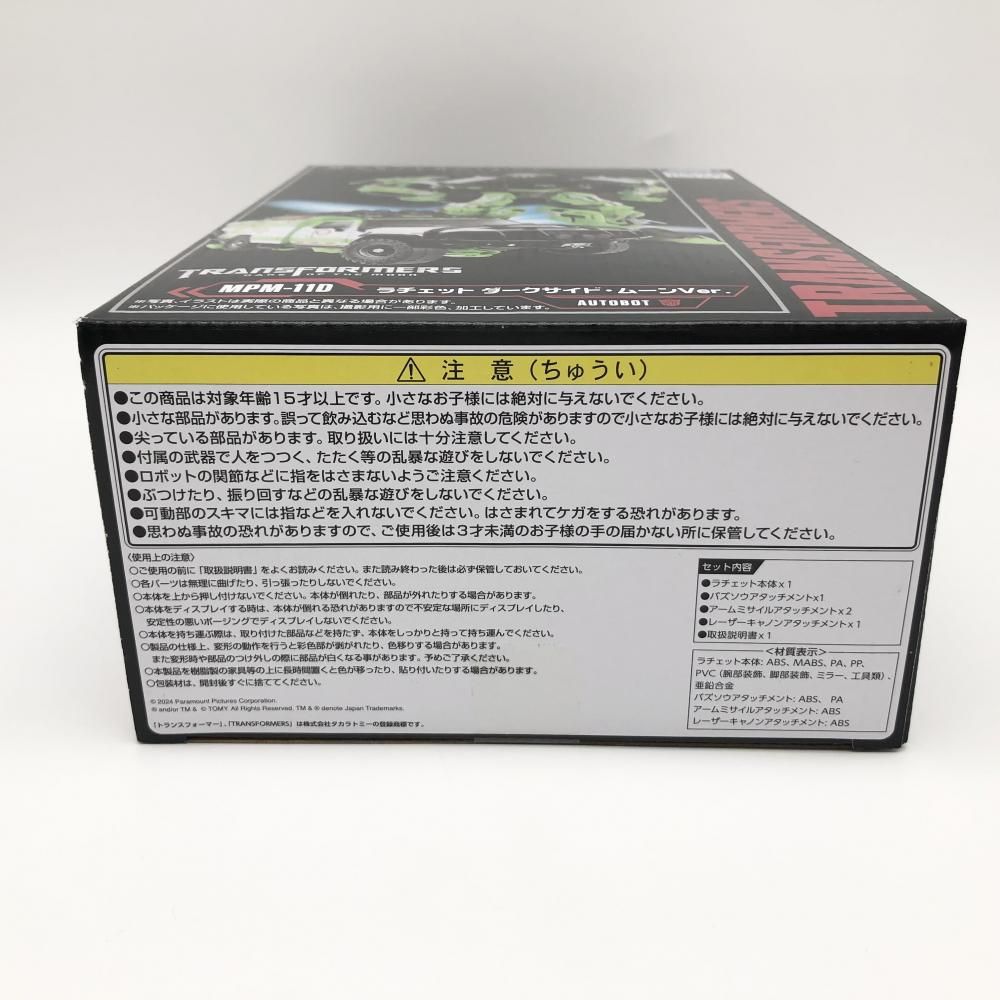 TRANSFORMERS
TRANSFORMERS
MPM-11D ラチェット ダークサイド・ムーンVer.
AUTOBOT
※写真、イラストは実際の商品と異なる場合があります。
※パッケージに使用している写真は、撮影用に一部彩色、加工しています。
注 意(ちゅうい)
●この商品は対象年齢15才以上です。小さなお子様には絶対に与えないでください。
●小さな部品があります。誤って飲み込むなど思わぬ事故の危険がありますので小さなお子様には絶対に与えないでください。
●尖っている部品があります。取り扱いには十分注意してください。
●付属の武器で人をつつく、たたく等の乱暴な遊びをしないでください。
●ロボットの関節などに指をはさまないようご注意ください。
●ぶつけたり、振り回すなどの乱暴な遊びをしないでください。
●可動部のスキマには指などを入れないでください。はさまれてケガをする恐れがあります。
●思わぬ事故の恐れがありますので、ご使用後は3才未満のお子様の手の届かない所に保管してください。
〈使用上の注意〉
○ご使用の前に「取扱説明書」をよくお読みください。また読み終わった後は必ず保管しておいてください。
○各パーツは無理に曲げたり、引っ張ったりしないでください。
○本体を上から押し付けないでください。本体が倒れたり、部品が外れたりする場合があります。
○本体をディスプレイする時は、本体が倒れる恐れがありますので不安定な場所にディスプレイしたり、
安定性の悪いポージングでディスプレイしないでください。
○本体を持ち運ぶ際は、取り付けた部品などを持たず、本体をしっかりと持って持ち運んでください。
○製品の仕様上、変形の動作を行うと彩色部が剥がれたり、色移りする場合があります。
また変形時や部品のつけ外しの際に部品が白くなる事があります。予めご了承ください。
○本製品を樹脂製の家具等の上に長時間置くと色が移ったり、貼り付いたりする場合があります。
○包装材は、開封後すぐに捨ててください。
© 2024 Paramount Pictures Corporation.
® and/or TM & © TOMY All Rights Reserved. TM & ® denote Japan Trademarks.
「トランスフォーマー」、「TRANSFORMERS」は株式会社タカラトミーの登録商標です。
セット内容
●ラチェット本体x1
●バズソウアタッチメントx1
●アームミサイルアタッチメントx2
●レーザーキャノンアタッチメントx1
●取扱説明書x1
<材質表示>
ラチェット本体: ABS、MABS、PA、PP、
PVC(腕部装飾、脚部装飾、ミラー、工具類)、
亜鉛合金
バズソウアタッチメント: ABS、 PA
アームミサイルアタッチメント: ABS
レーザーキャノンアタッチメント: ABS